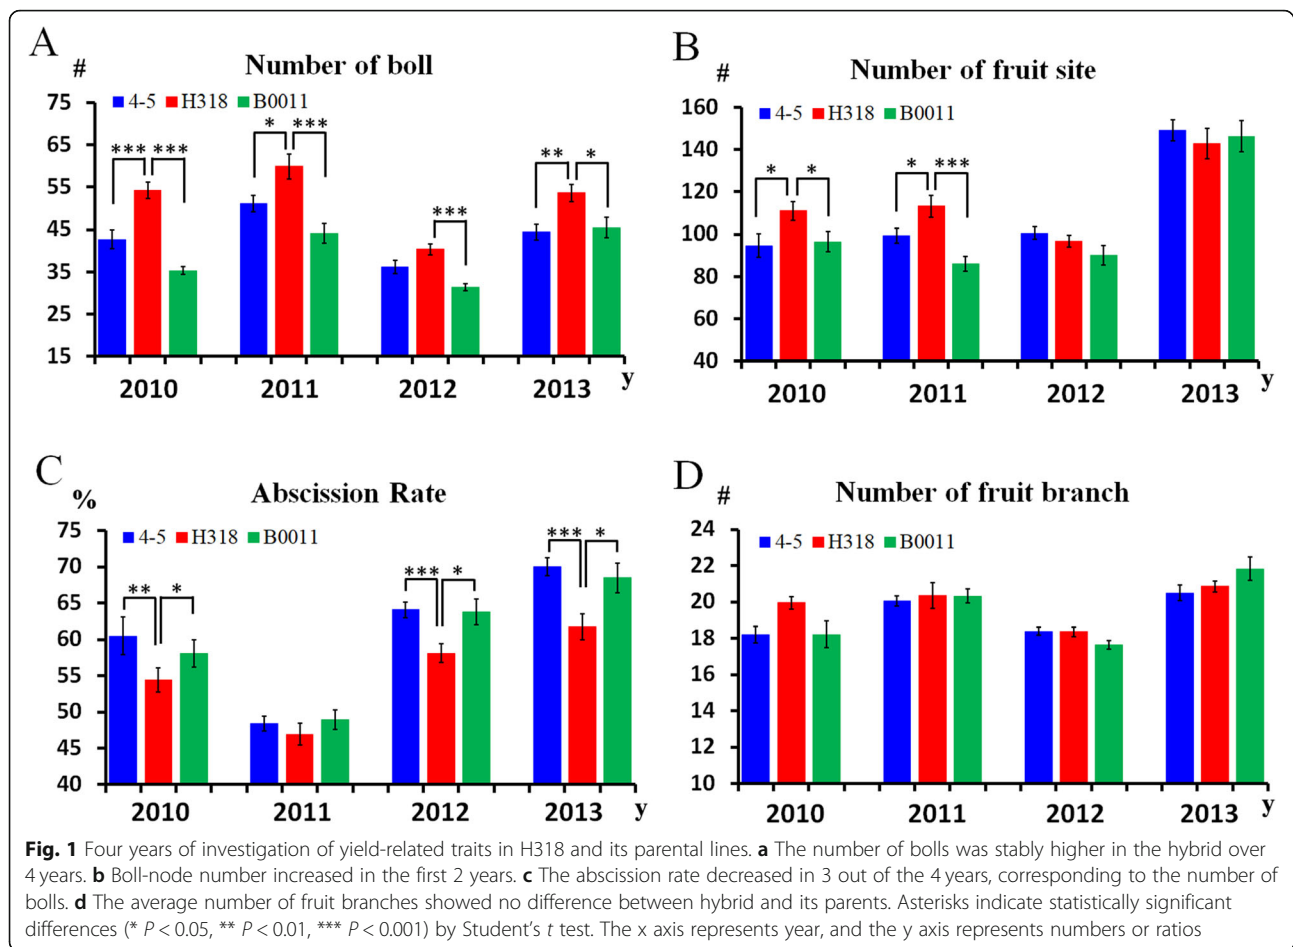 A
#
Number of boll
4-5 H318 B0011
75
65
55
45
35
25
15
*** ***
* ***
***
** *
2010 2011 2012 2013 y
B
#
Number of fruit site
4-5 H318 B0011
160
140
120
100
80
60
40
* *
* ***
2010 2011 2012 2013 y
C
%
Abscission Rate
4-5 H318 B0011
75
70
65
60
55
50
45
40
** *
*** *
*** *
2010 2011 2012 2013 y
D
#
Number of fruit branch
4-5 H318 B0011
24
22
20
18
16
14
12
10
2010 2011 2012 2013 y
Fig. 1 Four years of investigation of yield-related traits in H318 and its parental lines. a The number of bolls was stably higher in the hybrid over
4 years. b Boll-node number increased in the first 2 years. c The abscission rate decreased in 3 out of the 4 years, corresponding to the number of
bolls. d The average number of fruit branches showed no difference between hybrid and its parents. Asterisks indicate statistically significant
differences (* P < 0.05, ** P < 0.01, *** P < 0.001) by Student's t test. The x axis represents year, and the y axis represents numbers or ratios